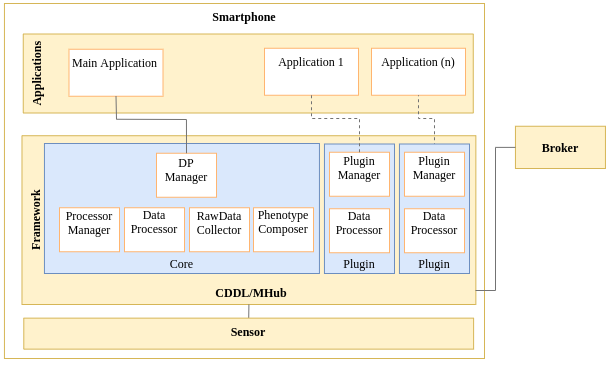 Smartphone
Applications
Main Application
Application 1
Application (n)
Framework
DP
Manager
Processor
Manager
Data
Processor
RawData
Collector
Phenotype
Composer
Core
Plugin
Manager
Data
Processor
Plugin
Plugin
Manager
Data
Processor
Plugin
CDDL/MHub
Sensor
Broker